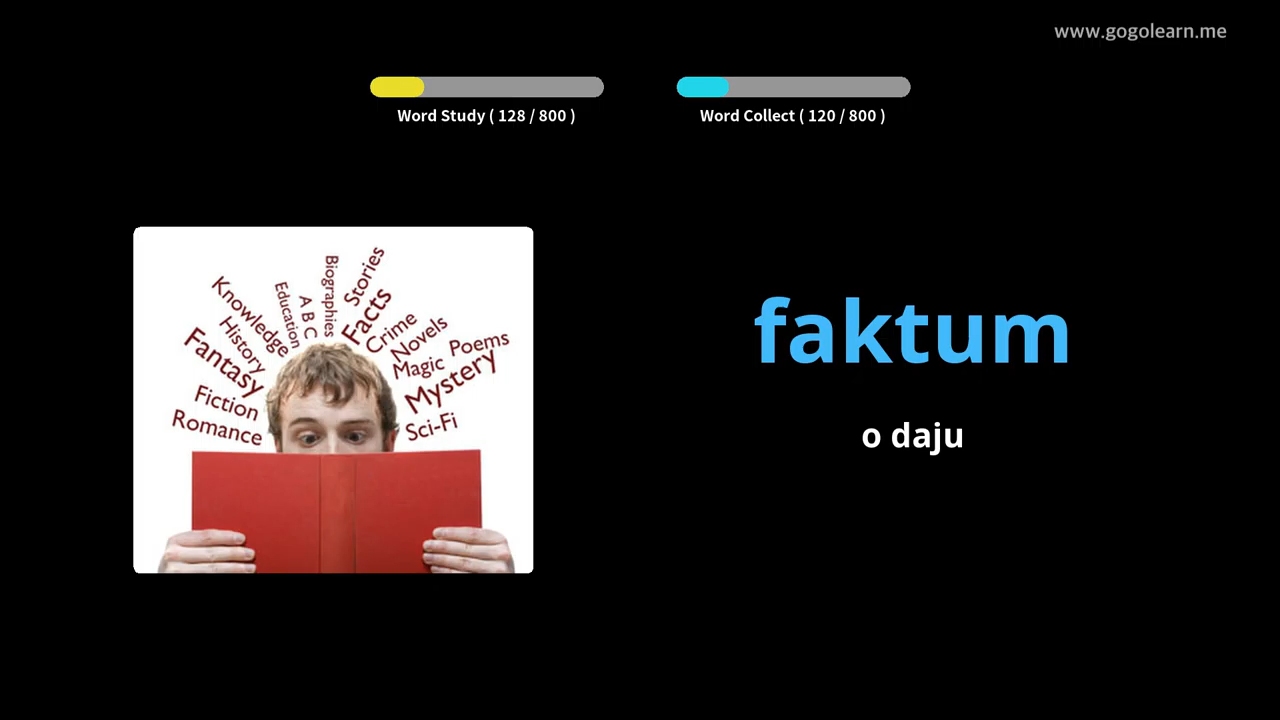 www.gogolearn.me
Word Study ( 128 / 800 )
Word Collect ( 120 / 800 )
Biographies
Stories
Education
A B C
Facts
Knowledge
Crime
History
Novels
Poems
Fantasy
Magic
Mystery
Fiction
Romance
Sci-Fi
faktum
o daju